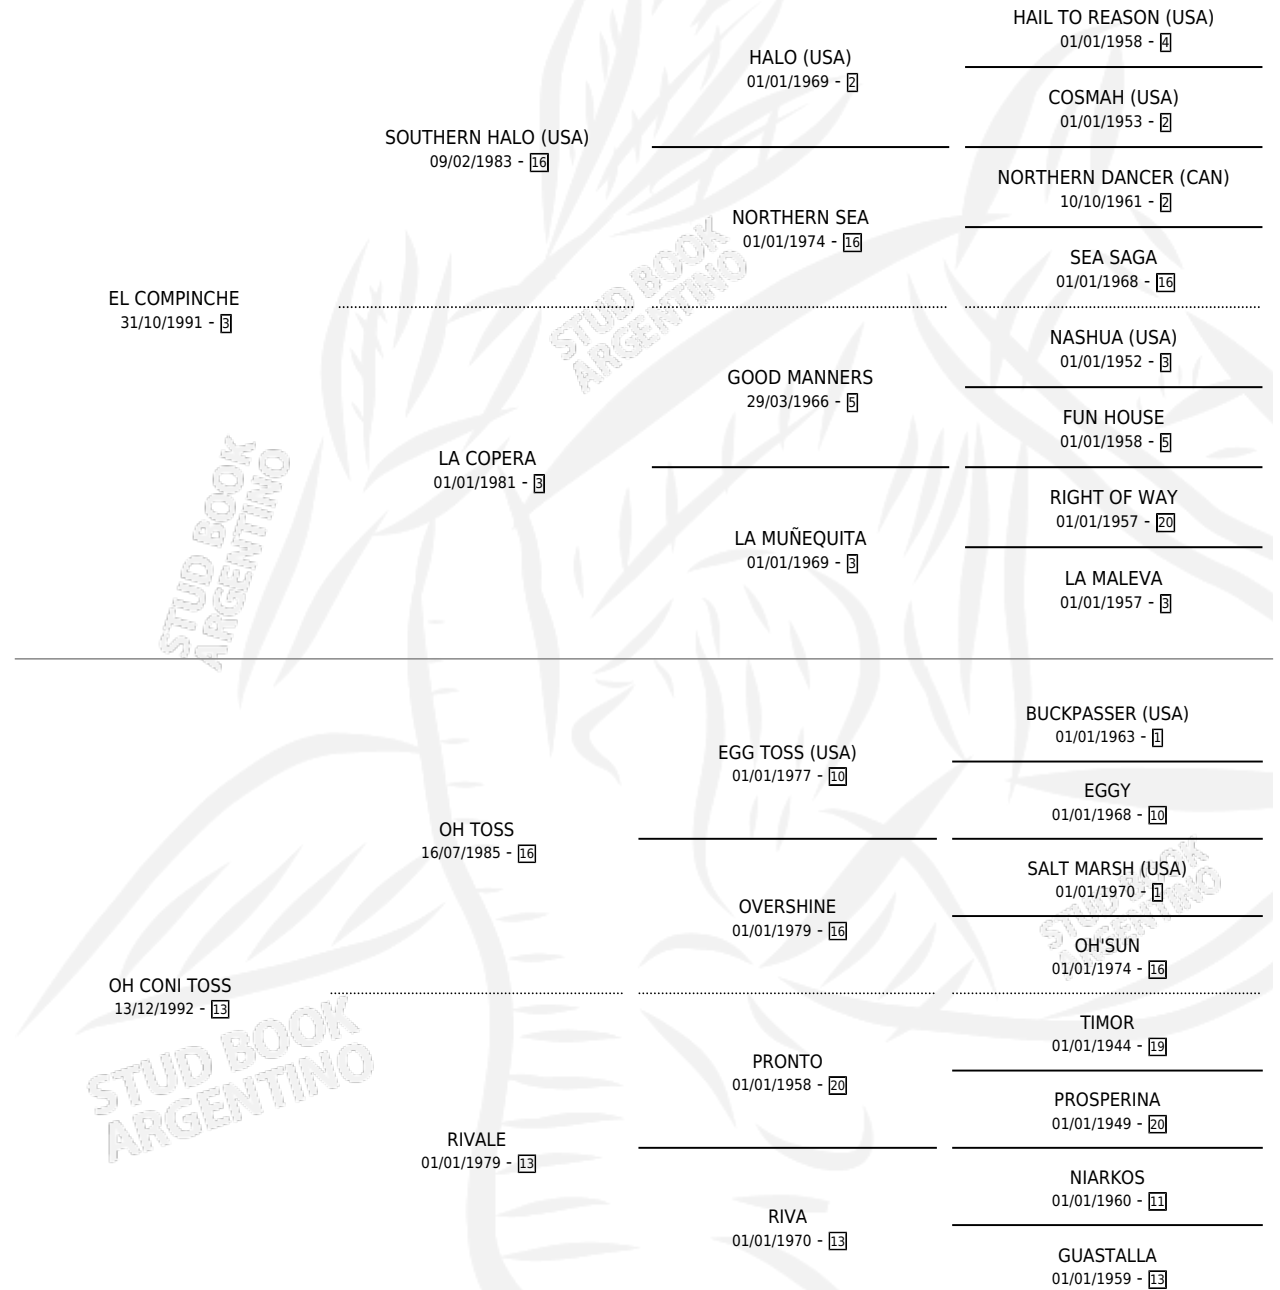 HAIL TO REASON (USA)
01/01/1958 - 4
HALO (USA)
01/01/1969 - 2
COSMAH (USA)
01/01/1953 - 2
SOUTHERN HALO (USA)
09/02/1983 - 16
NORTHERN DANCER (CAN)
10/10/1961 - 2
NORTHERN SEA
01/01/1974 - 16
SEA SAGA
01/01/1968 - 16
EL COMPINCHE
31/10/1991 - 3
NASHUA (USA)
01/01/1952 - 3
GOOD MANNERS
29/03/1966 - 5
FUN HOUSE
01/01/1958 - 5
LA COPERA
01/01/1981 - 3
RIGHT OF WAY
01/01/1957 - 20
LA MUÑEQUITA
01/01/1969 - 3
LA MALEVA
01/01/1957 - 3
STUD BOOK
ARGENTINO
STUD BOOK
ARGENTINO
BUCKPASSER (USA)
01/01/1963 - 1
EGG TOSS (USA)
01/01/1977 - 10
EGGY
01/01/1968 - 10
OH TOSS
16/07/1985 - 16
SALT MARSH (USA)
01/01/1970 - 1
OVERSHINE
01/01/1979 - 16
OH'SUN
01/01/1974 - 16
OH CONI TOSS
13/12/1992 - 13
TIMOR
01/01/1944 - 19
PRONTO
01/01/1958 - 20
PROSPERINA
01/01/1949 - 20
RIVALE
01/01/1979 - 13
NIARKOS
01/01/1960 - 11
RIVA
01/01/1970 - 13
GUASTALLA
01/01/1959 - 13
STUD BOOK
ARGENTINO
STUD BOOK
ARGENTINO